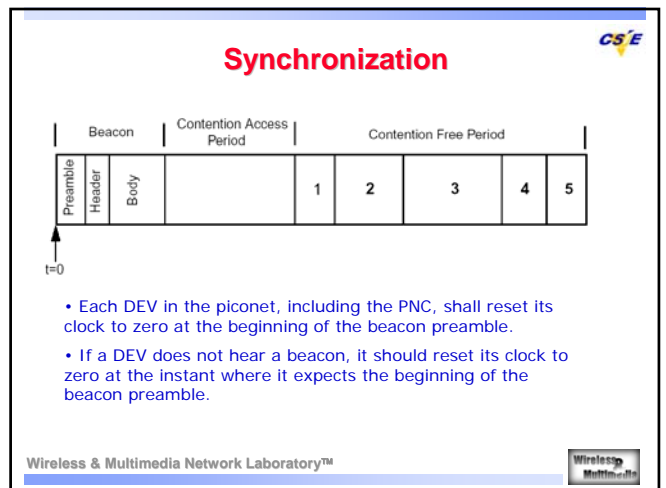 CS´E
Synchronization
Beacon
Contention Access
Period
Contention Free Period
Preamble
Header
Body
1
2
3
4
5
t=0
• Each DEV in the piconet, including the PNC, shall reset its
clock to zero at the beginning of the beacon preamble.
• If a DEV does not hear a beacon, it should reset its clock to
zero at the instant where it expects the beginning of the
beacon preamble.
Wireless & Multimedia Network Laboratory™
Wireless
Multimedia